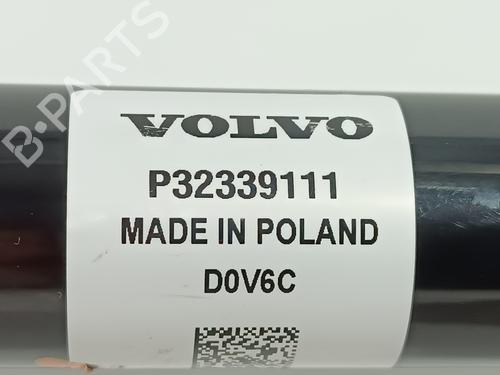 B-PARTS
VOLVO
P32339111
MADE IN POLAND
D0V6C